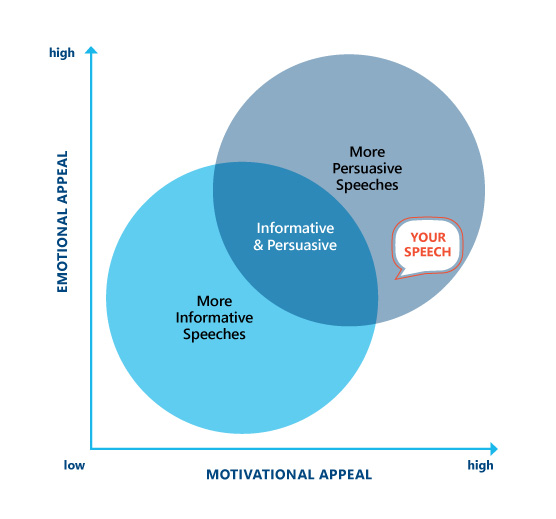 high
EMOTIONAL APPEAL
More
Persuasive
Speeches
Informative
& Persuasive
YOUR
SPEECH
More
Informative
Speeches
low
high
MOTIVATIONAL APPEAL